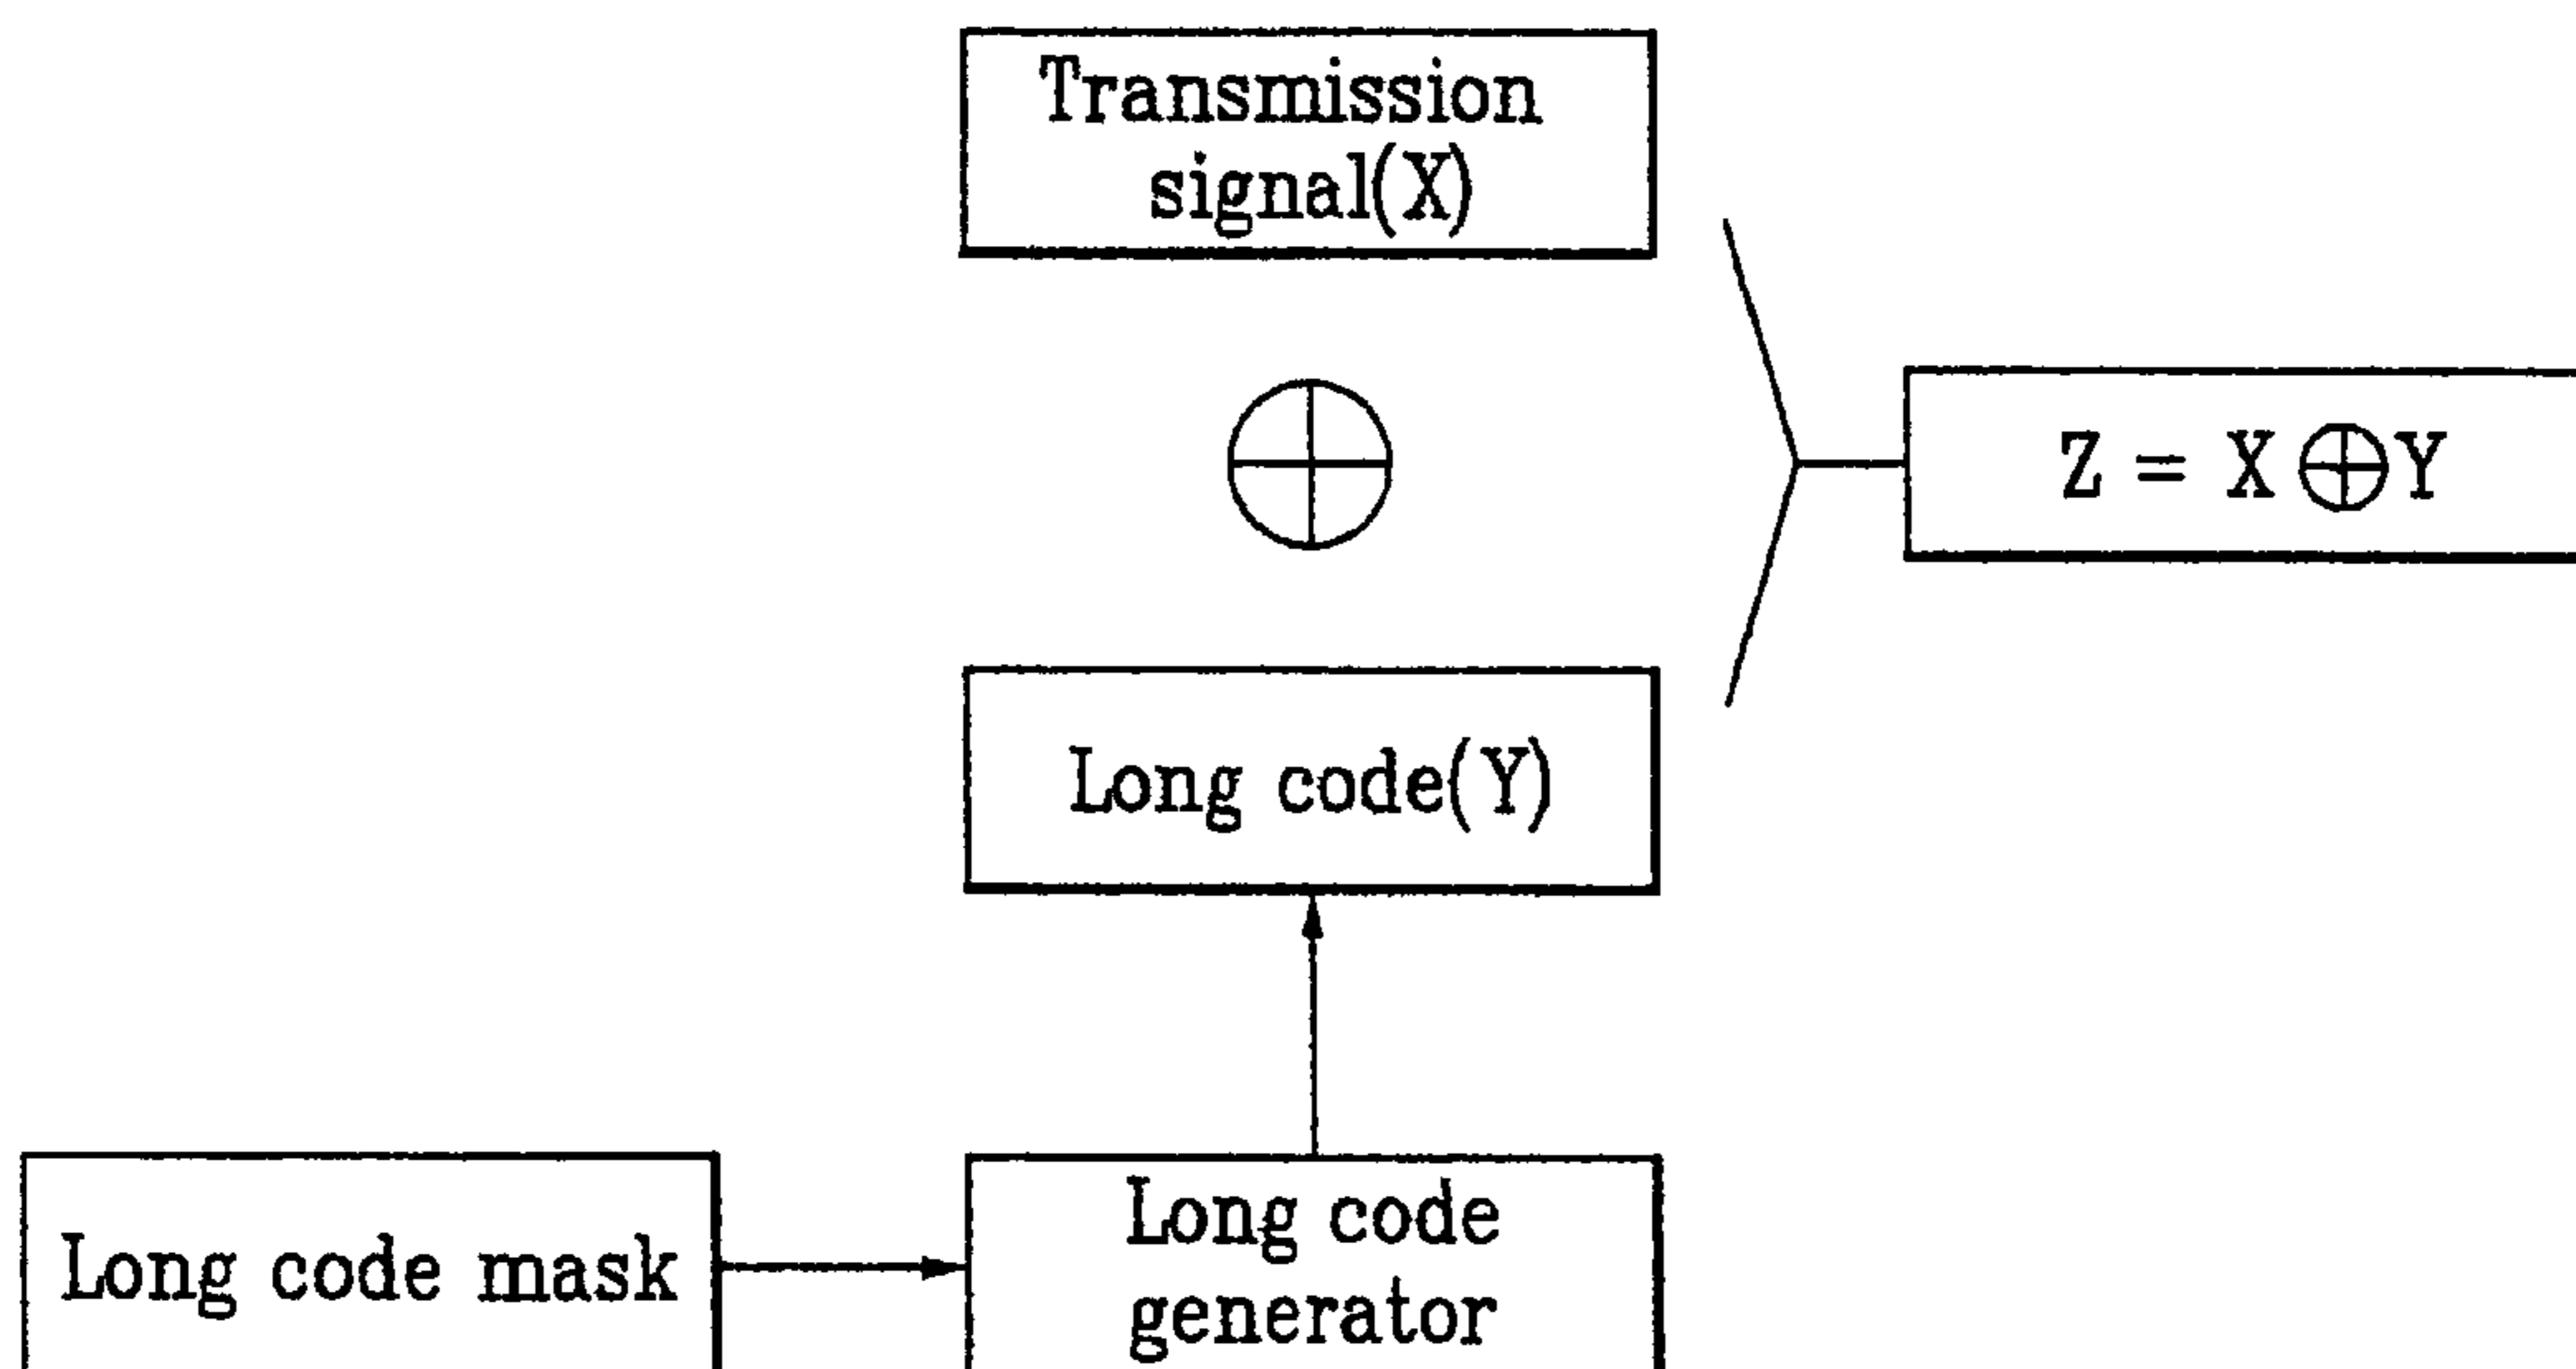 Transmission
signal(X)
Z = X ⊕ Y
Long code(Y)
Long code mask
Long code
generator